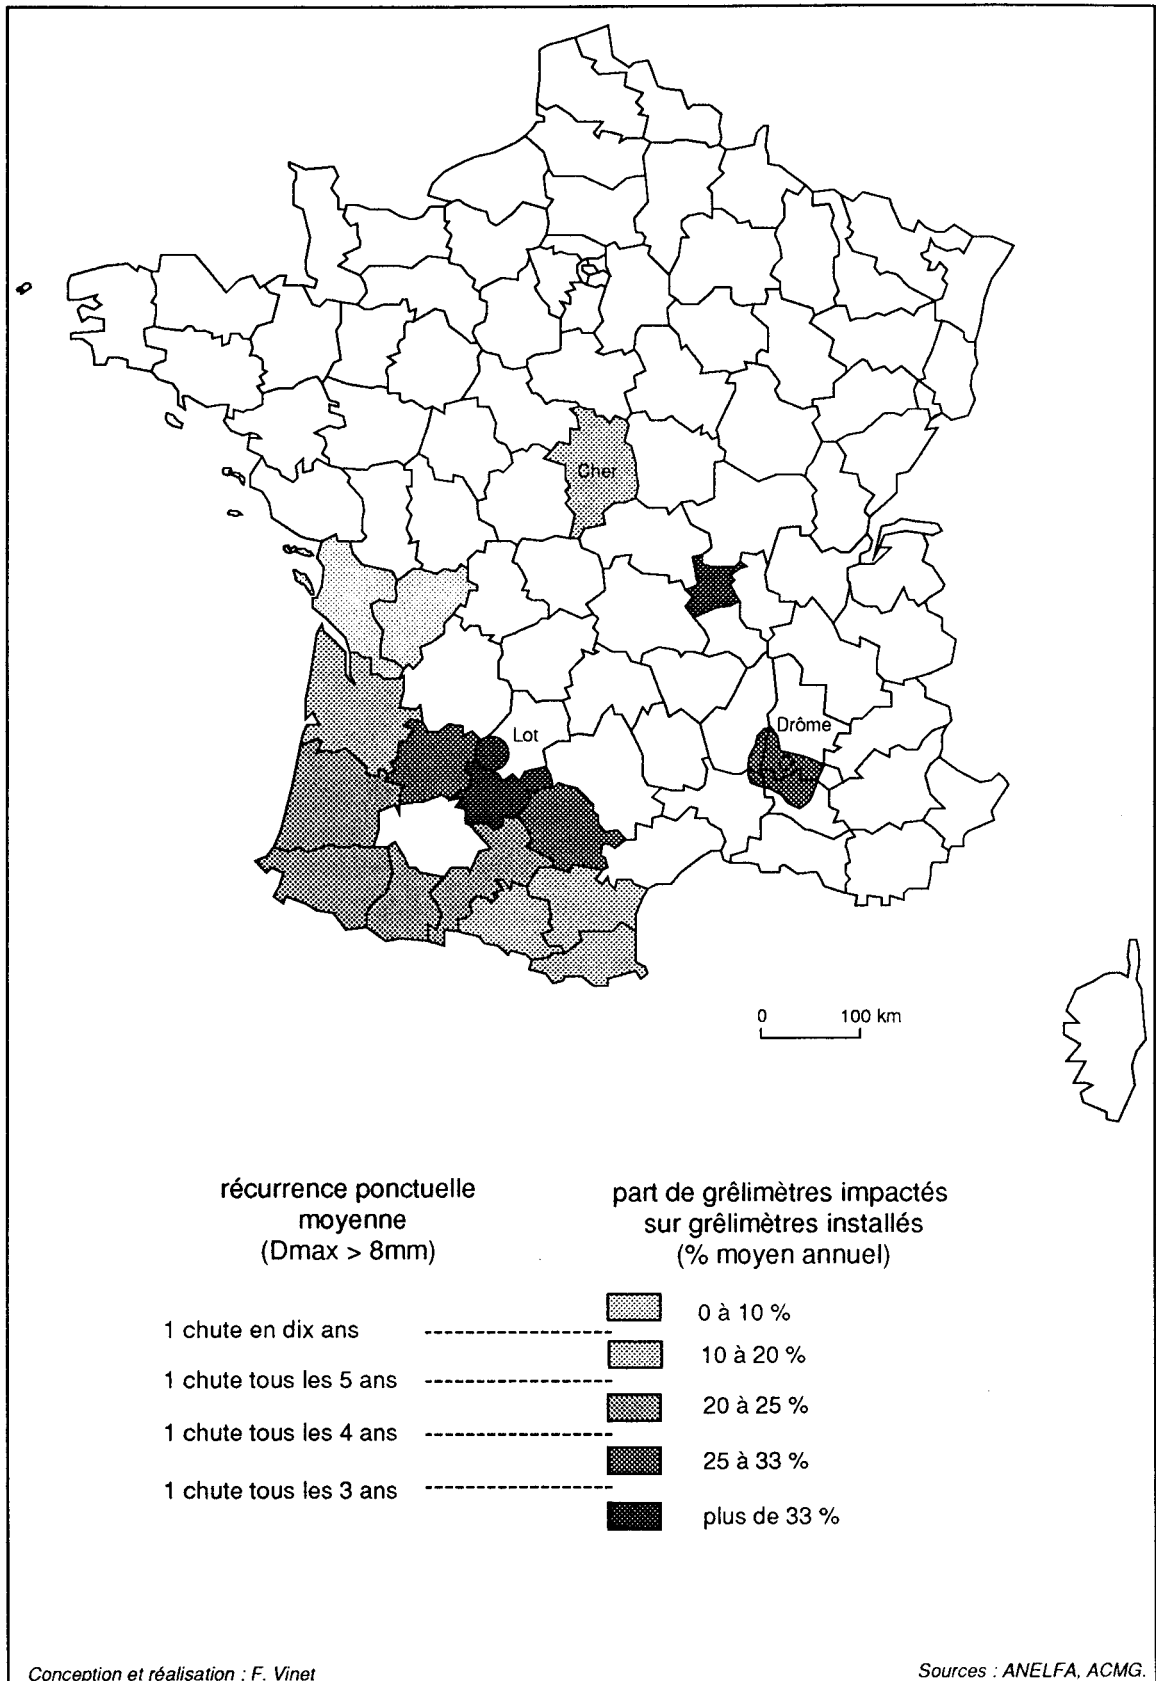 Cher
Lot
Drôme
0 100 km
récurrence ponctuelle
moyenne
(Dmax > 8mm)
part de grêlimètres impactés
sur grêlimètres installés
(% moyen annuel)
0 à 10 %
1 chute en dix ans
10 à 20 %
1 chute tous les 5 ans
20 à 25 %
1 chute tous les 4 ans
25 à 33 %
1 chute tous les 3 ans
plus de 33 %
Conception et réalisation : F. Vinet
Sources : ANELFA, ACMG.